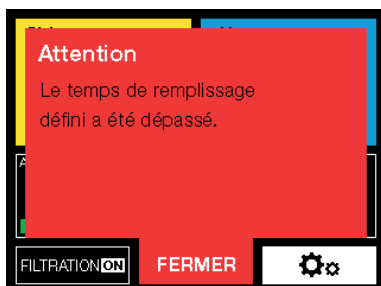 Attention
Le temps de remplissage
défini a été dépassé.
FILTRATION ON
FERMER